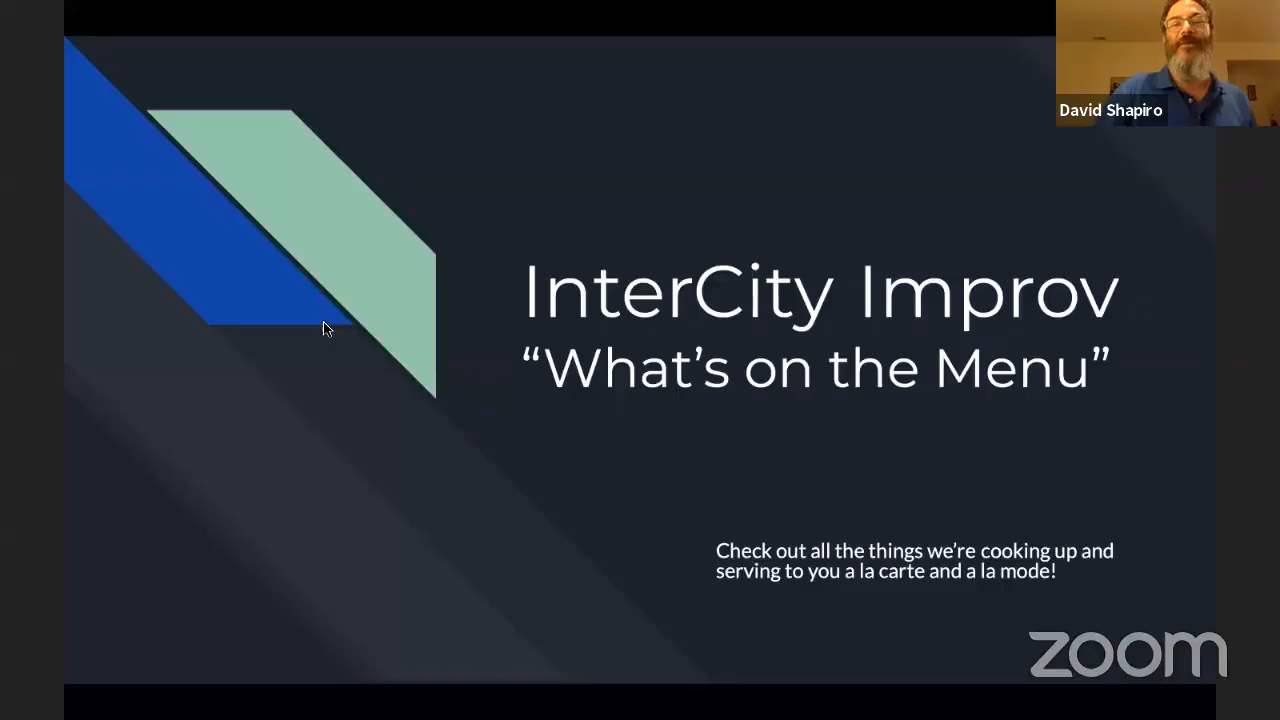 David Shapiro
InterCity Improv
“What’s on the Menu”
Check out all the things we’re cooking up and
serving to you a la carte and a la mode!
zoom